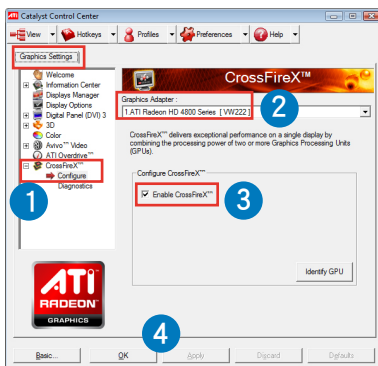 ATI Catalyst Control Center
View Hotkeys Profiles Preferences Help
Graphics Settings
Welcome
Information Center
Displays Manager
Display Options
Digital Panel (DVI) 3
3D
Color
Avivo™ Video
ATI Overdrive™
CrossFireX™
Configure
Diagnostics
1
CrossFireX™
Graphics Adapter :
1.ATI Radeon HD 4800 Series [ VW222 ]
2
CrossFireX™ delivers exceptional performance on a single display by
combining the processing power of two or more Graphics Processing Units
(GPUs).
Configure CrossFireX™
Enable CrossFireX™
3
Identify GPU
ATI
RADEON
GRAPHICS
4
Basic... OK Apply Discard Defaults